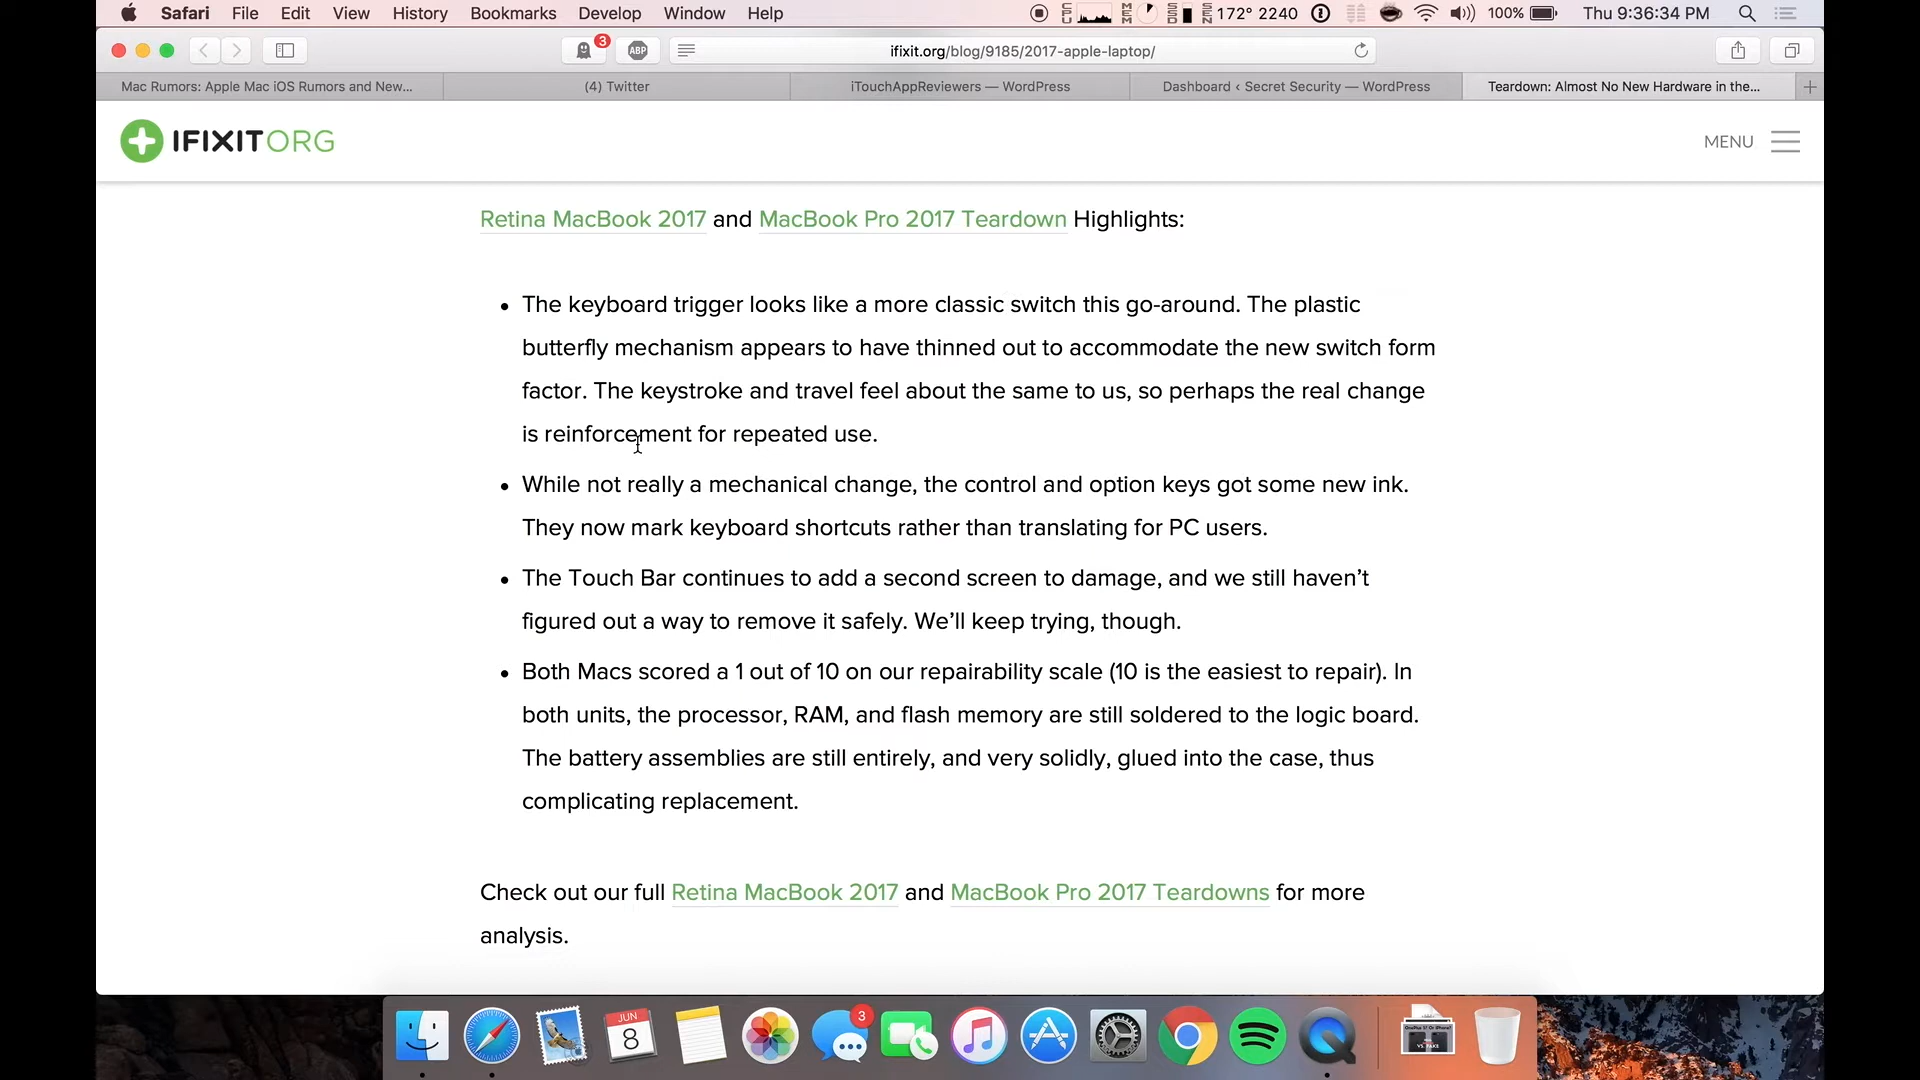 Safari File Edit View History Bookmarks Develop Window Help CPU MEM SSD SEN 172° 2240 100% Thu 9:36:34 PM
3 ABP ifixit.org/blog/9185/2017-apple-laptop/
Mac Rumors: Apple Mac iOS Rumors and New... (4) Twitter iTouchAppReviewers — WordPress Dashboard ‹ Secret Security — WordPress Teardown: Almost No New Hardware in the...
IFIXITORG MENU
Retina MacBook 2017 and MacBook Pro 2017 Teardown Highlights:
• The keyboard trigger looks like a more classic switch this go-around. The plastic
butterfly mechanism appears to have thinned out to accommodate the new switch form
factor. The keystroke and travel feel about the same to us, so perhaps the real change
is reinforcement for repeated use.
• While not really a mechanical change, the control and option keys got some new ink.
They now mark keyboard shortcuts rather than translating for PC users.
• The Touch Bar continues to add a second screen to damage, and we still haven’t
figured out a way to remove it safely. We’ll keep trying, though.
• Both Macs scored a 1 out of 10 on our repairability scale (10 is the easiest to repair). In
both units, the processor, RAM, and flash memory are still soldered to the logic board.
The battery assemblies are still entirely, and very solidly, glued into the case, thus
complicating replacement.
Check out our full Retina MacBook 2017 and MacBook Pro 2017 Teardowns for more
analysis.
JUN
8
3